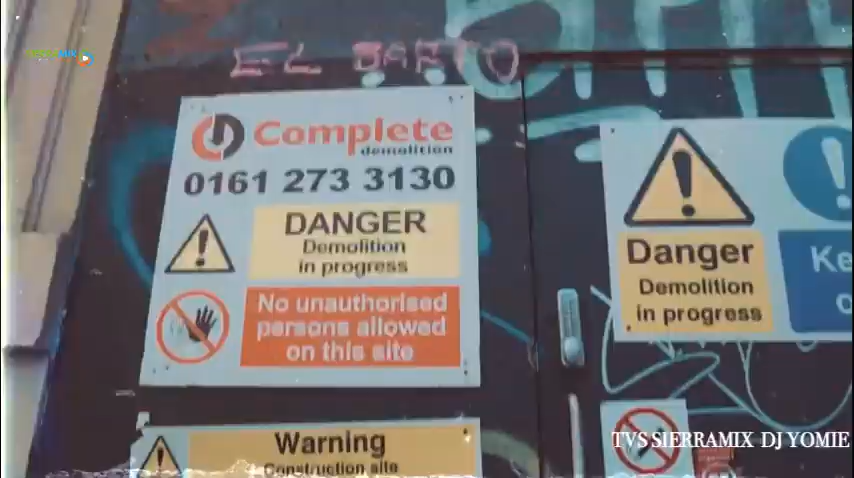 EL BARTO
Complete
demolition
0161 273 3130
DANGER
Demolition
in progress
No unauthorised
persons allowed
on this site
Warning
Construction site
Danger
Demolition
in progress
Ke
TVS SIERRAMIX DJ YOMIE